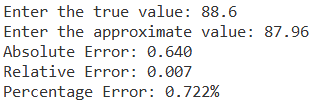 Enter the true value: 88.6
Enter the approximate value: 87.96
Absolute Error: 0.640
Relative Error: 0.007
Percentage Error: 0.722%